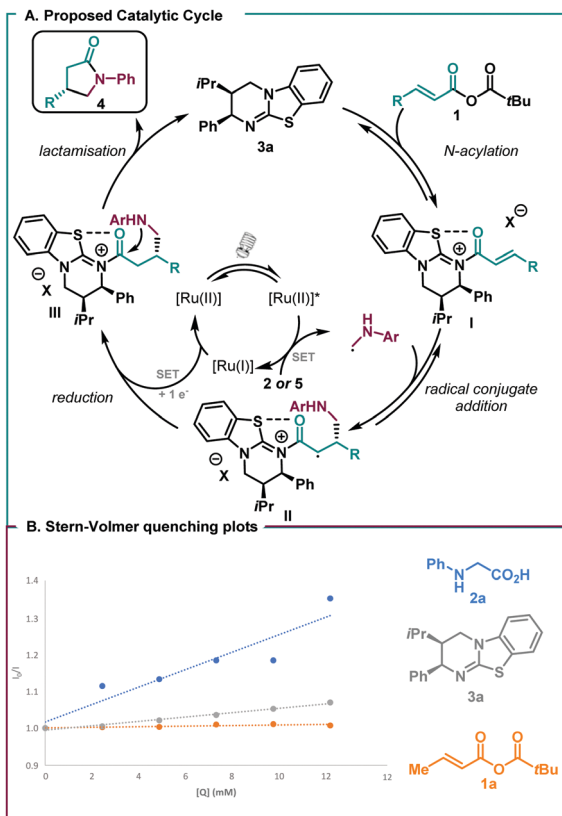 A. Proposed Catalytic Cycle
O
N Ph
R
4
lactamisation
iPr
N
Ph N S
3a
O O
R O tBu
1
N-acylation
ArHN
S O
⊕
N N
R
⊖
X
Ph
III
iPr
[Ru(II)]
[Ru(II)]*
[Ru(I)]
SET
2 or 5
SET
+ 1 e-
H
N
Ar
X ⊖
S O
⊕
N N
R
Ph
iPr
I
reduction
radical conjugate
addition
ArHN
S O
⊕
N N
R
⊖
X
Ph
iPr
II
B. Stern-Volmer quenching plots
1.4
1.3
1.2
1.1
1.0
0.9
I0/I
0 2 4 6 8 10 12
12
[Q] (mM)
Ph N CO2H
H
2a
iPr
N
Ph N S
3a
O O
Me O tBu
1a